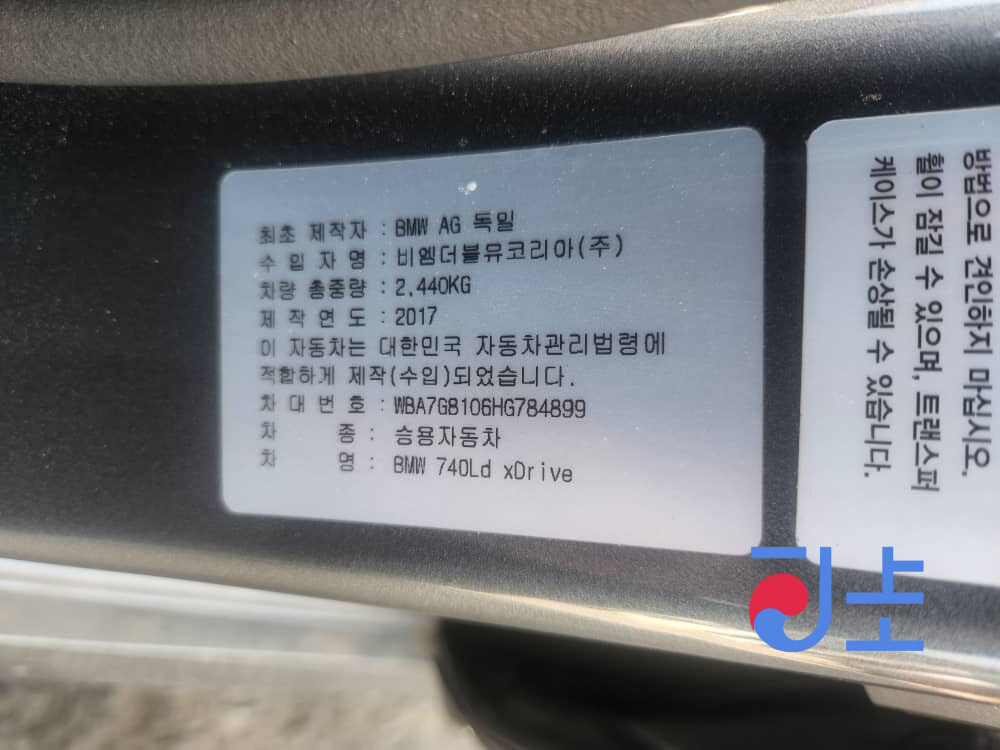 최초 제작자 : BMW AG 독일
수 입 자 명 : 비엠더블유코리아(주)
차량 총중량 : 2,440KG
제 작 연 도 : 2017
이 자동차는 대한민국 자동차관리법령에
적합하게 제작(수입)되었습니다.
차 대 번 호 : WBA7G8106HG784899
차 종 : 승용자동차
차 명 : BMW 740Ld xDrive
방법으로 견인하지 마십시오.
휠이 잠길 수 있으며, 트랜스퍼
케이스가 손상될 수 있습니다.